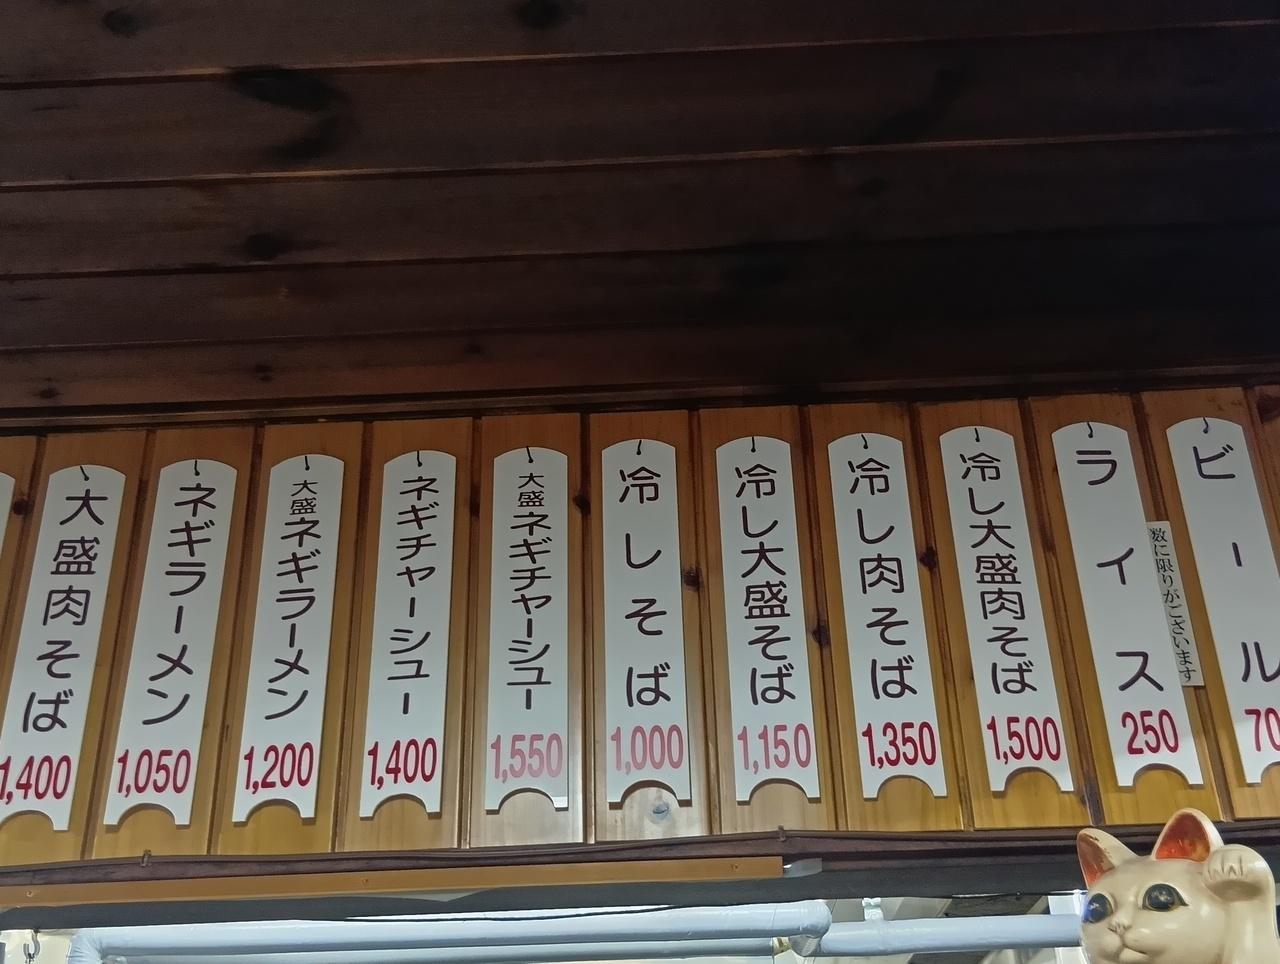 大盛肉そば
1,400
ネギラーメン
1,050
大盛ネギラーメン
1,200
ネギチャーシュー
1,400
大盛ネギチャーシュー
1,550
冷しそば
1,000
冷し大盛そば
1,150
冷し肉そば
1,350
冷し大盛肉そば
1,500
ライス
250
数に限りがございます
ビール
70